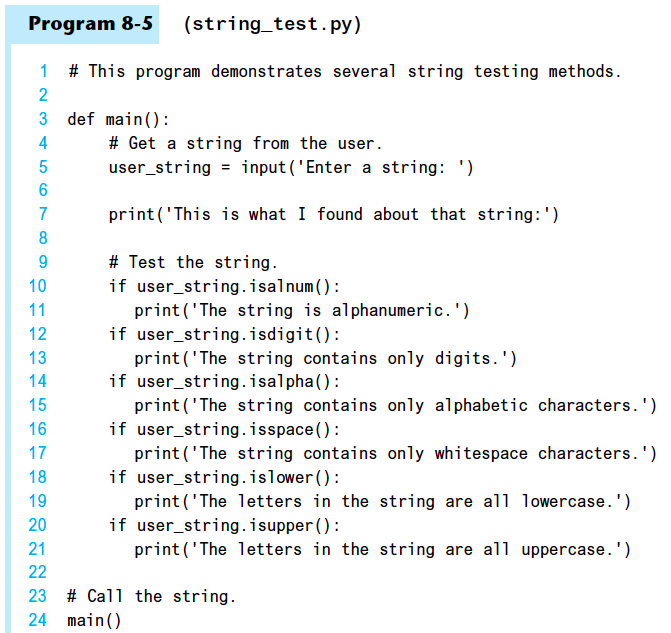 Program 8-5 (string_test.py)
1 # This program demonstrates several string testing methods.
2
3 def main():
4     # Get a string from the user.
5     user_string = input('Enter a string: ')
6
7     print('This is what I found about that string:')
8
9     # Test the string.
10     if user_string.isalnum():
11         print('The string is alphanumeric.')
12     if user_string.isdigit():
13         print('The string contains only digits.')
14     if user_string.isalpha():
15         print('The string contains only alphabetic characters.')
16     if user_string.isspace():
17         print('The string contains only whitespace characters.')
18     if user_string.islower():
19         print('The letters in the string are all lowercase.')
20     if user_string.isupper():
21         print('The letters in the string are all uppercase.')
22
23 # Call the string.
24 main()